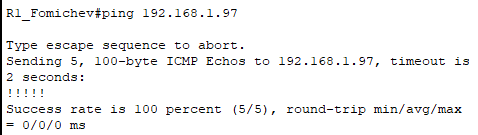 R1_Fomichev#ping 192.168.1.97

Type escape sequence to abort.
Sending 5, 100-byte ICMP Echos to 192.168.1.97, timeout is
2 seconds:
!!!!!
Success rate is 100 percent (5/5), round-trip min/avg/max
= 0/0/0 ms